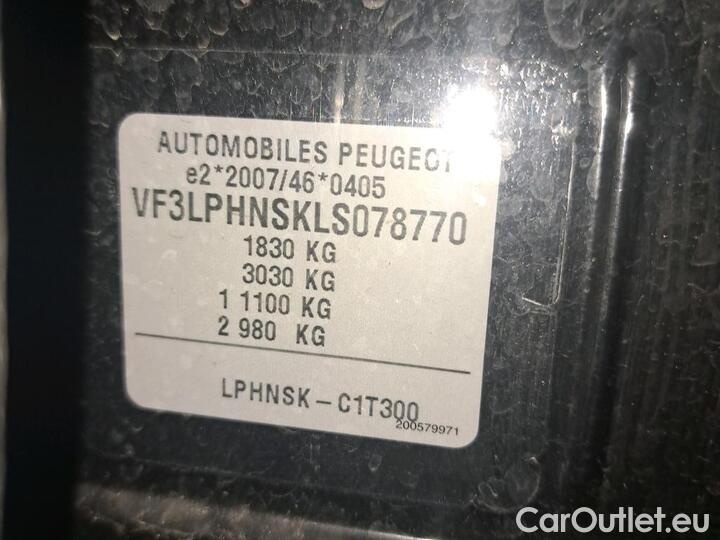 AUTOMOBILES PEUGEOT
e2*2007/46*0405
VF3LPHNSKLS078770
1830 KG
3030 KG
1 1100 KG
2 980 KG
LPHNSK-C1T300
200579971
CarOutlet.eu